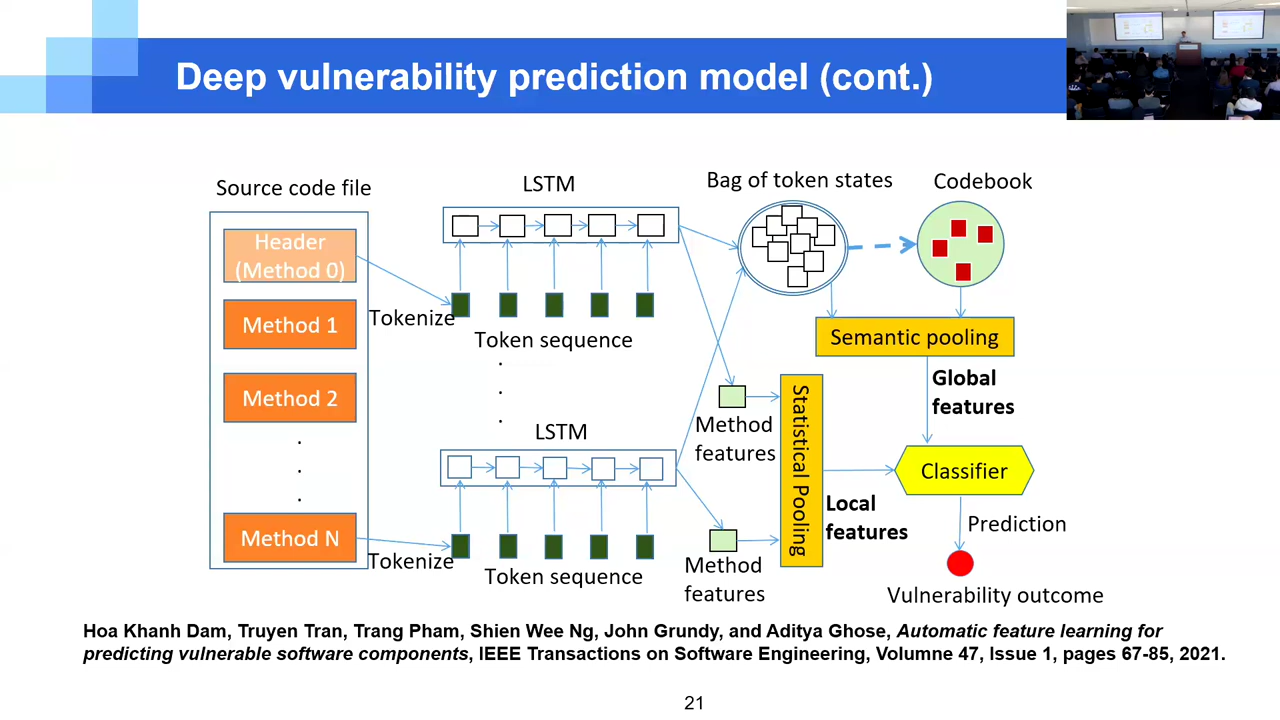 Deep vulnerability prediction model (cont.)
Source code file
Header
(Method 0)
Method 1
Method 2
.
.
.
Method N
Tokenize
Tokenize
LSTM
Token sequence
.
.
.
LSTM
Token sequence
Bag of token states
Codebook
Semantic pooling
Global
features
Method
features
Method
features
Statistical Pooling
Local
features
Classifier
Prediction
Vulnerability outcome
Hoa Khanh Dam, Truyen Tran, Trang Pham, Shien Wee Ng, John Grundy, and Aditya Ghose, Automatic feature learning for
predicting vulnerable software components, IEEE Transactions on Software Engineering, Volumne 47, Issue 1, pages 67-85, 2021.
21